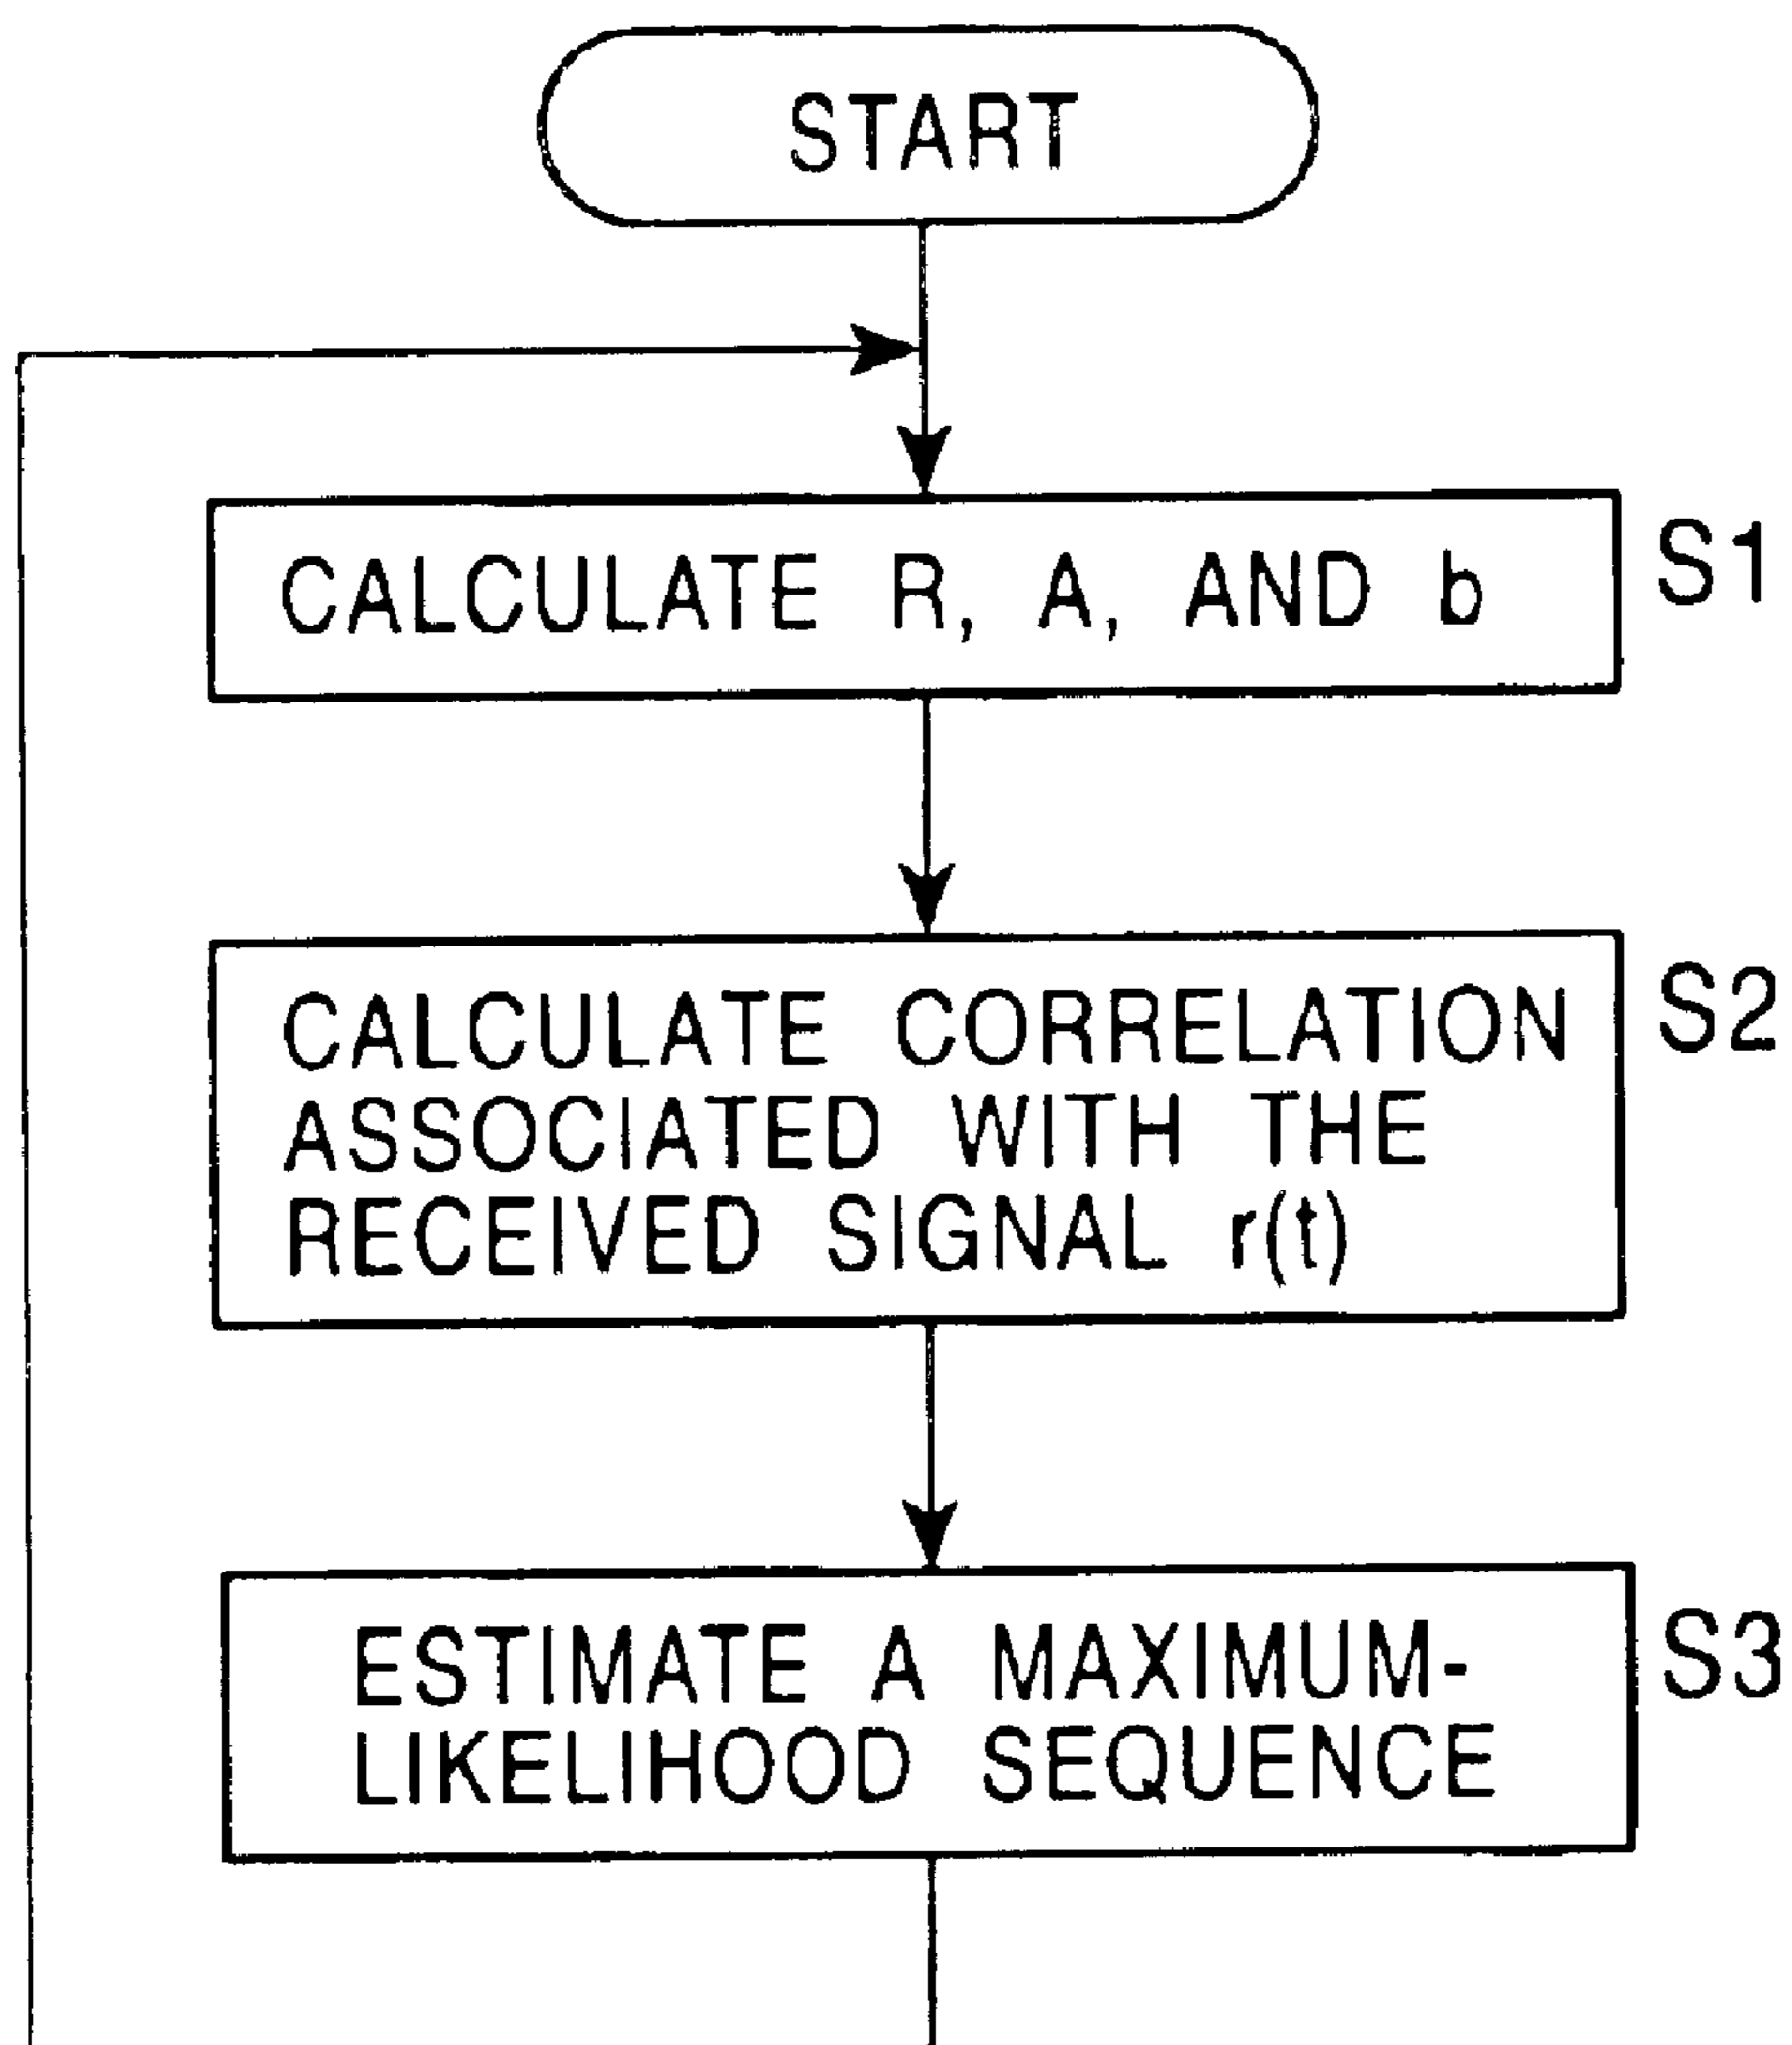 START
CALCULATE R, A, AND b
S1
CALCULATE CORRELATION
ASSOCIATED WITH THE
RECEIVED SIGNAL r(t)
S2
ESTIMATE A MAXIMUM-
LIKELIHOOD SEQUENCE
S3